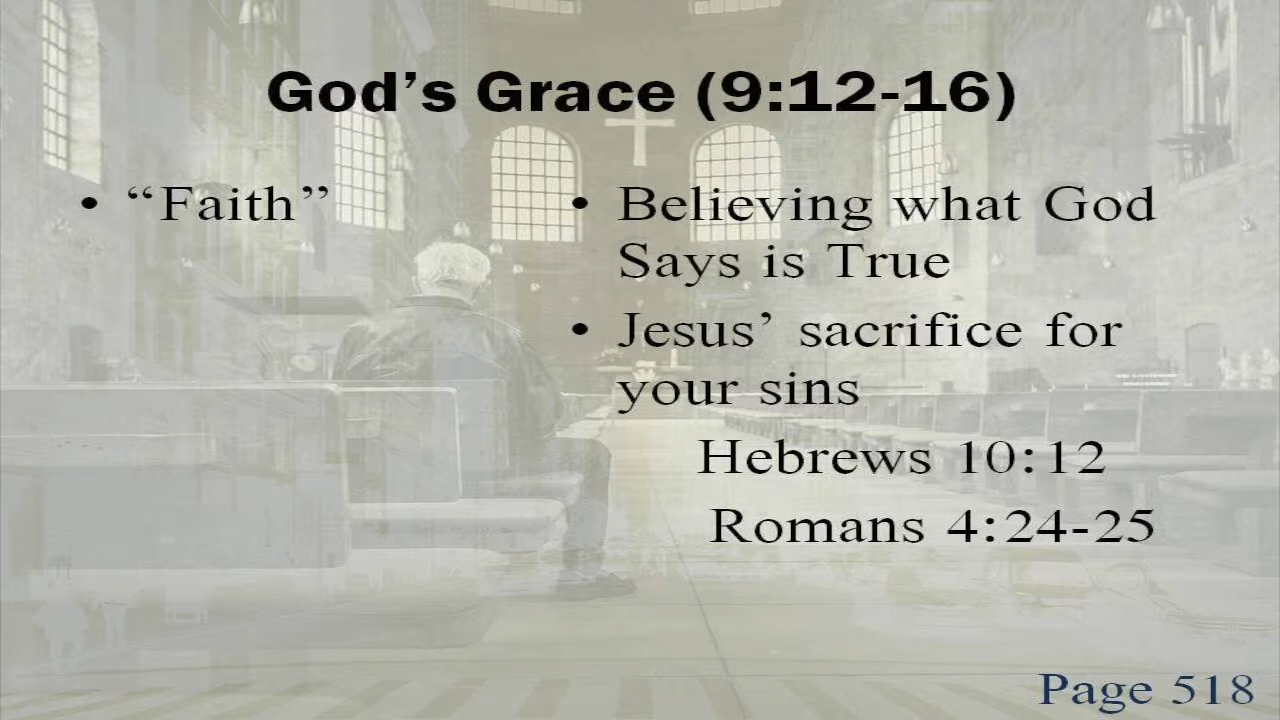 God’s Grace (9:12-16)
• “Faith”
• Believing what God
Says is True
• Jesus’ sacrifice for
your sins
Hebrews 10:12
Romans 4:24-25
Page 518